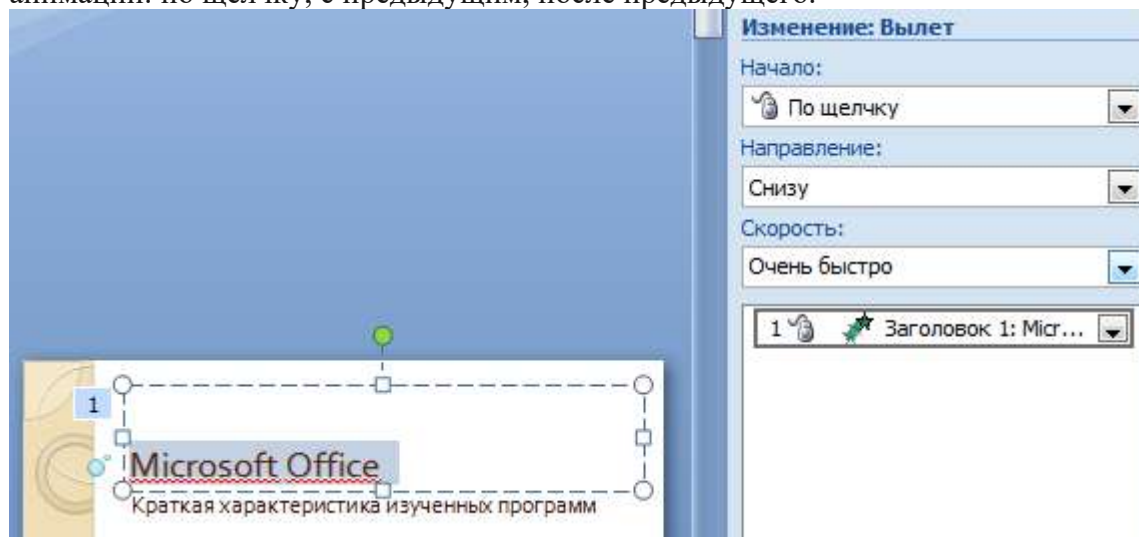 анимации: по щелчку, с предыдущим, после предыдущего.
Изменение: Вылет
Начало:
По щелчку
Направление:
Снизу
Скорость:
Очень быстро
1 Заголовок 1: Micr...
1
Microsoft Office
Краткая характеристика изученных программ